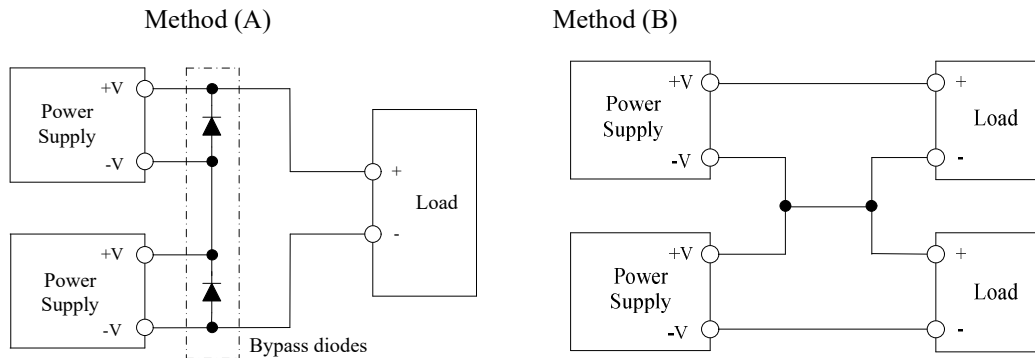 Method (A)
+V
Power
Supply
-V
+
Load
-
+V
Power
Supply
-V
Bypass diodes
Method (B)
+V
Power
Supply
-V
+
Load
-
+V
Power
Supply
-V
+
Load
-